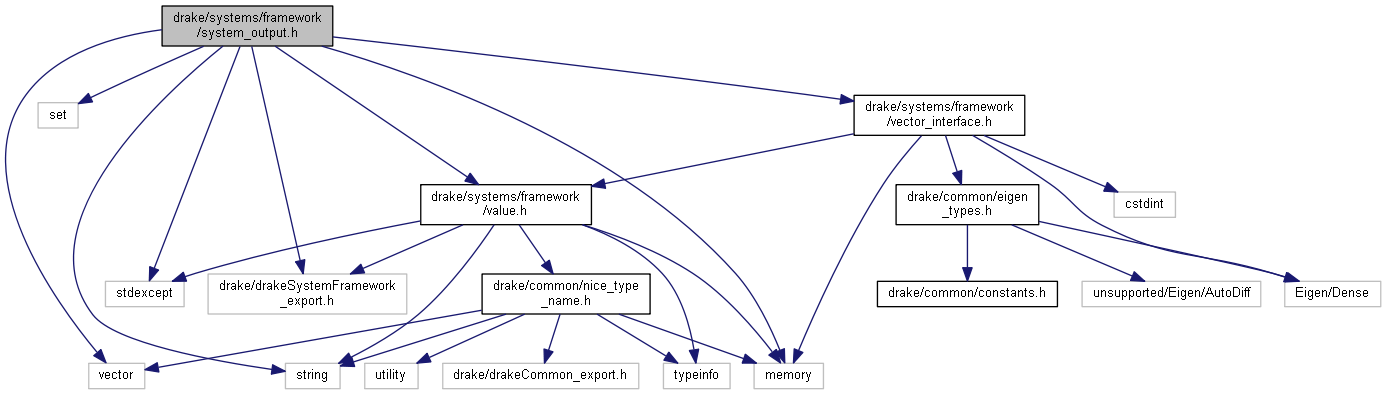 drake/systems/framework
/system_output.h
drake/systems/framework
/vector_interface.h
set
drake/systems/framework
/value.h
drake/common/eigen
_types.h
cstdint
stdexcept
drake/drakeSystemFramework
_export.h
drake/common/nice_type
_name.h
drake/common/constants.h
unsupported/Eigen/AutoDiff
Eigen/Dense
vector
string
utility
drake/drakeCommon_export.h
typeinfo
memory